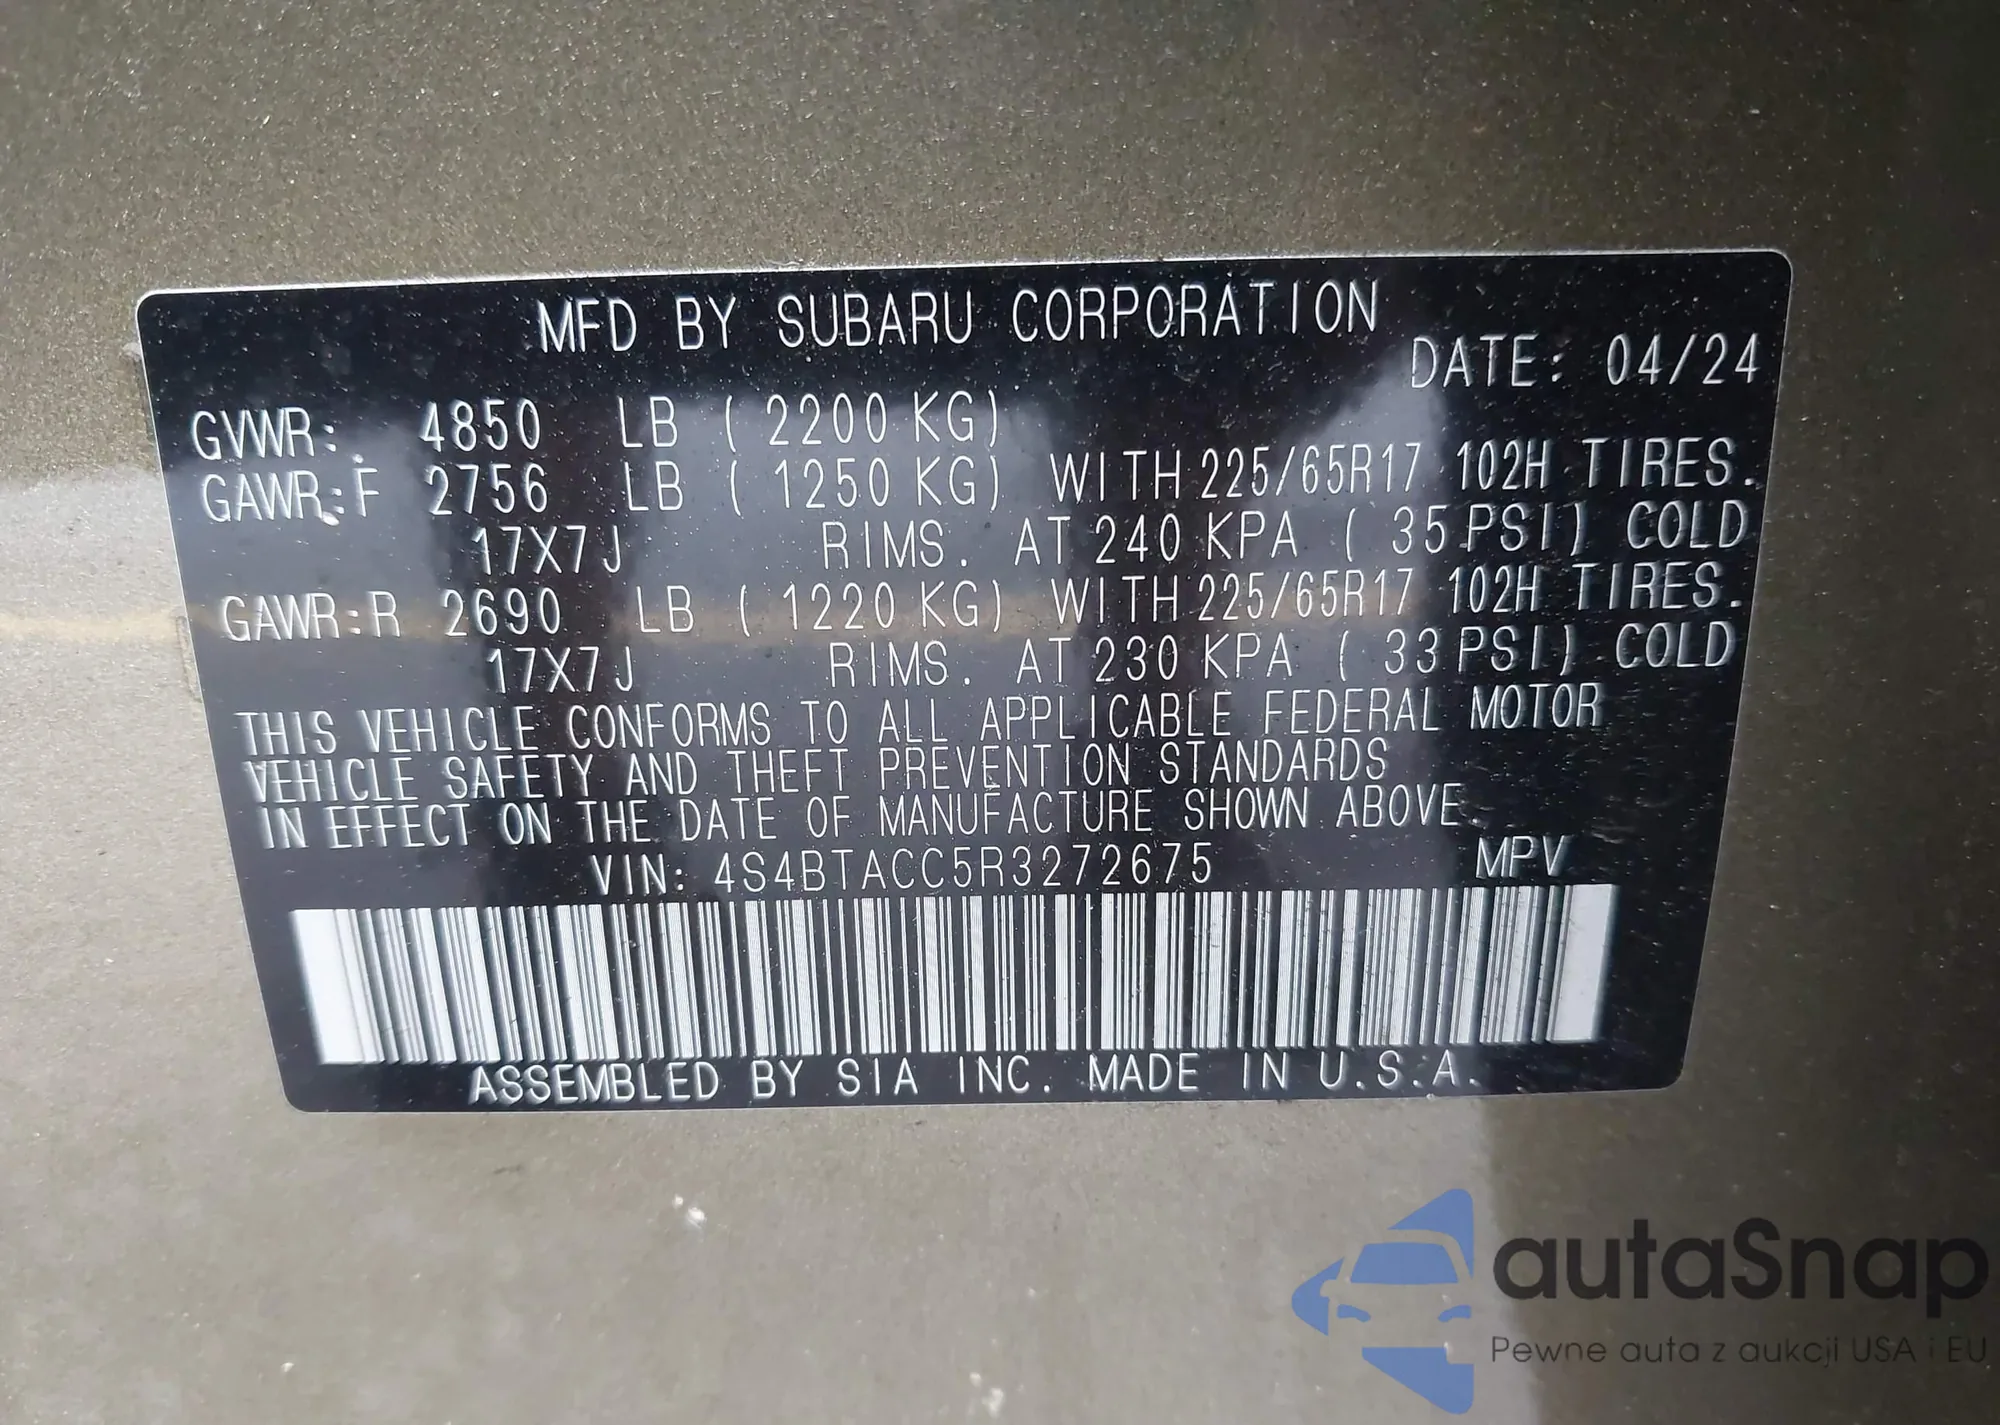 MFD BY SUBARU CORPORATION
DATE: 04/24
GVWR: 4850 LB (2200 KG)
GAWR:F 2756 LB (1250 KG) WITH 225/65R17 102H TIRES.
17X7J RIMS. AT 240 KPA (35 PSI) COLD
GAWR:R 2690 LB (1220 KG) WITH 225/65R17 102H TIRES.
17X7J RIMS. AT 230 KPA (33 PSI) COLD
THIS VEHICLE CONFORMS TO ALL APPLICABLE FEDERAL MOTOR
VEHICLE SAFETY AND THEFT PREVENTION STANDARDS
IN EFFECT ON THE DATE OF MANUFACTURE SHOWN ABOVE.
VIN: 4S4BTACC5R3272675 MPV
ASSEMBLED BY SIA INC. MADE IN U.S.A.
autaSnap
Pewne auta z aukcji USA i EU